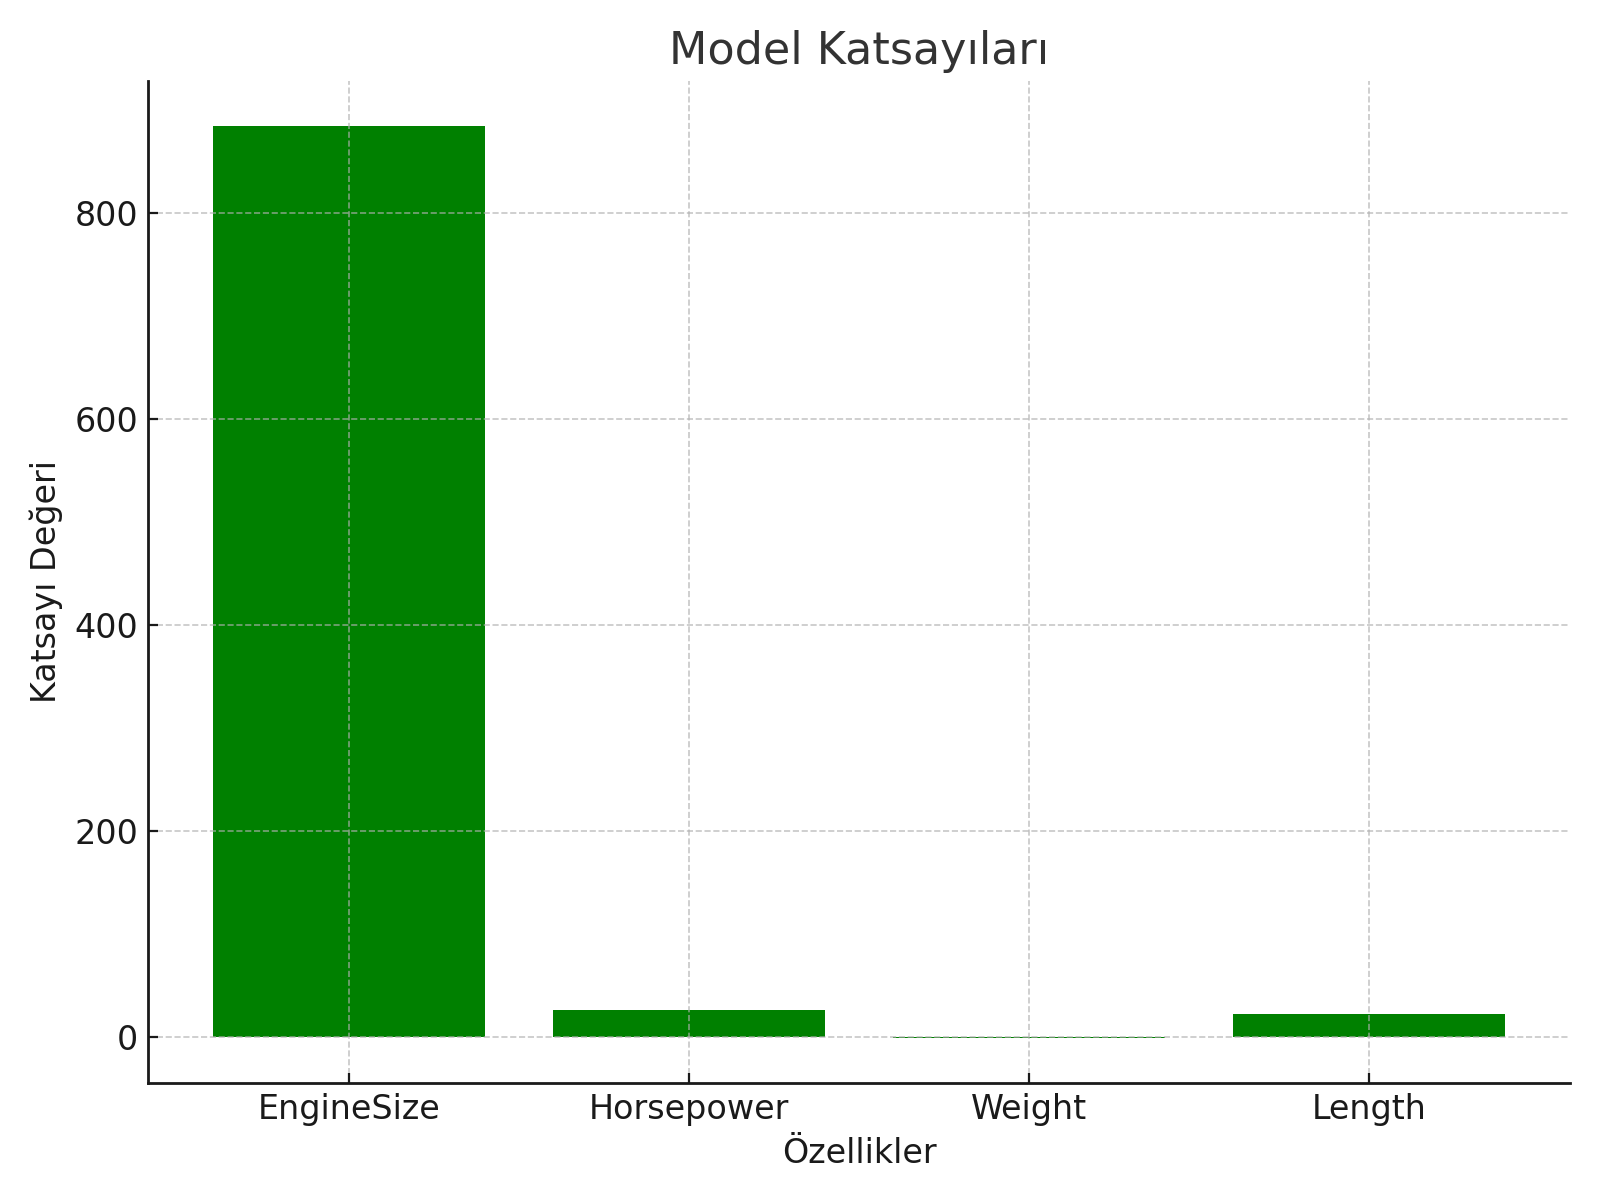 Model Katsayıları
Katsayı Değeri
800
600
400
200
0
EngineSize Horsepower Weight Length
Özellikler